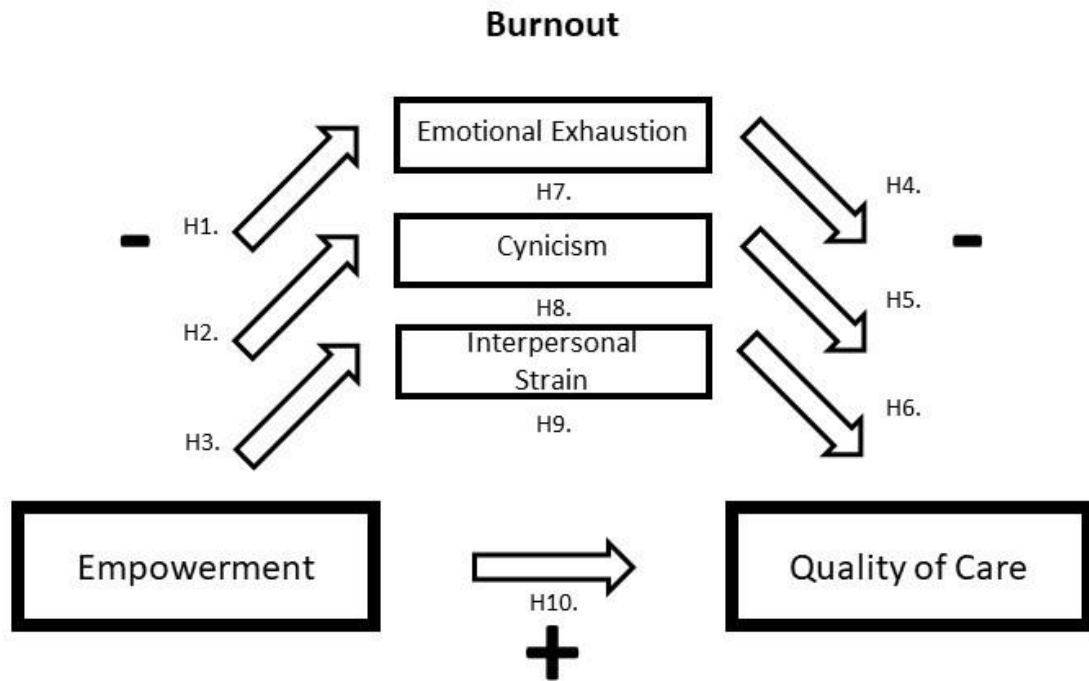 Burnout
Emotional Exhaustion
H7.
H4.
- H1.
Cynicism
-
H8.
H5.
H2.
Interpersonal
Strain
H9.
H6.
H3.
Empowerment
Quality of Care
H10.
+